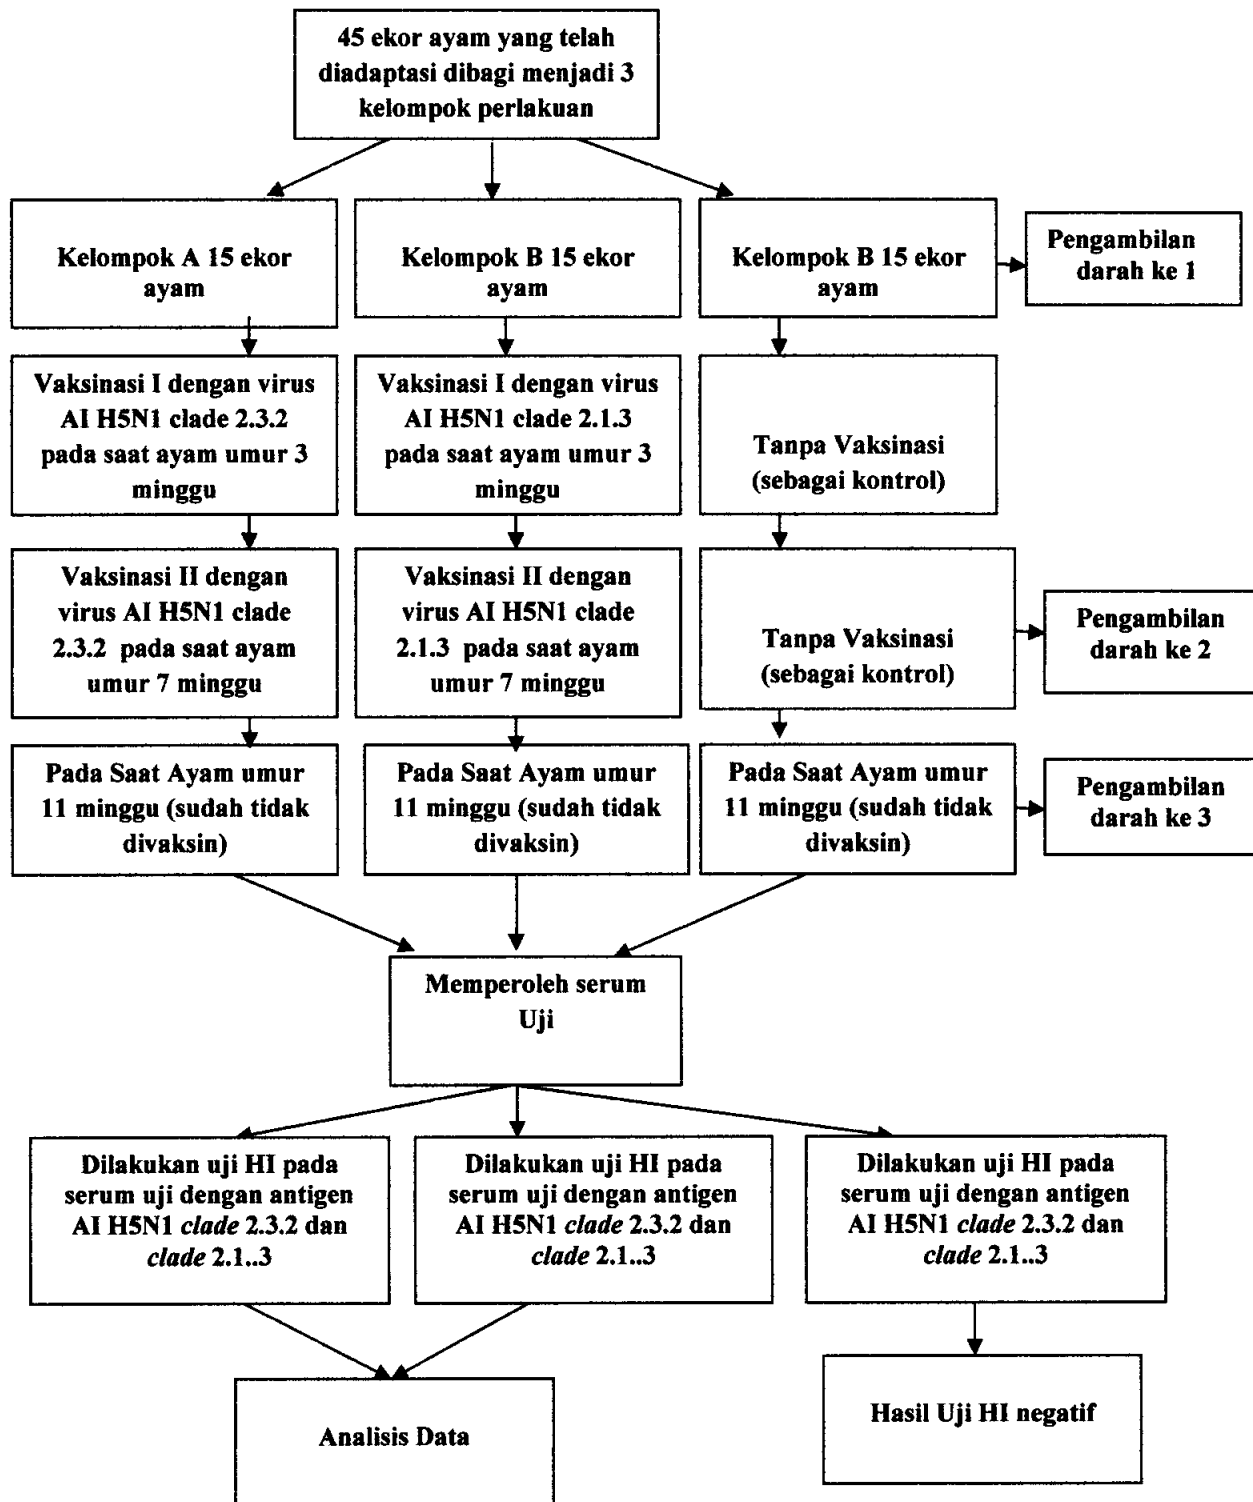 45 ekor ayam yang telah
diadaptasi dibagi menjadi 3
kelompok perlakuan
Kelompok A 15 ekor
ayam
Kelompok B 15 ekor
ayam
Kelompok B 15 ekor
ayam
Pengambilan
darah ke 1
Vaksinasi I dengan virus
AI H5N1 clade 2.3.2
pada saat ayam umur 3
minggu
Vaksinasi I dengan virus
AI H5N1 clade 2.1.3
pada saat ayam umur 3
minggu
Tanpa Vaksinasi
(sebagai kontrol)
Vaksinasi II dengan
virus AI H5N1 clade
2.3.2 pada saat ayam
umur 7 minggu
Vaksinasi II dengan
virus AI H5N1 clade
2.1.3 pada saat ayam
umur 7 minggu
Tanpa Vaksinasi
(sebagai kontrol)
Pengambilan
darah ke 2
Pada Saat Ayam umur
11 minggu (sudah tidak
divaksin)
Pada Saat Ayam umur
11 minggu (sudah tidak
divaksin)
Pada Saat Ayam umur
11 minggu (sudah tidak
divaksin)
Pengambilan
darah ke 3
Memperoleh serum
Uji
Dilakukan uji HI pada
serum uji dengan antigen
AI H5N1 clade 2.3.2 dan
clade 2.1..3
Dilakukan uji HI pada
serum uji dengan antigen
AI H5N1 clade 2.3.2 dan
clade 2.1..3
Dilakukan uji HI pada
serum uji dengan antigen
AI H5N1 clade 2.3.2 dan
clade 2.1..3
Analisis Data
Hasil Uji HI negatif